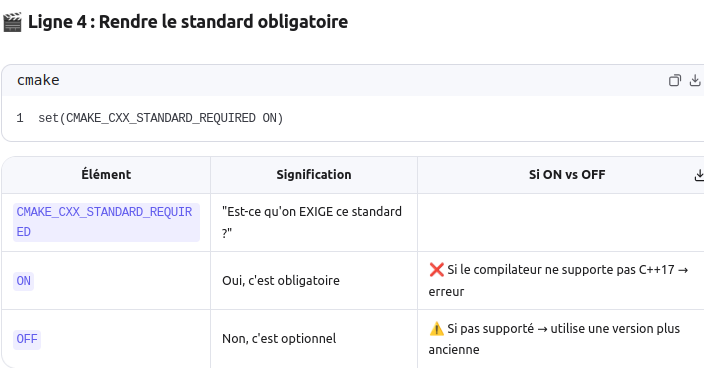 🎬 Ligne 4 : Rendre le standard obligatoire
cmake
1 set(CMAKE_CXX_STANDARD_REQUIRED ON)
Élément Signification Si ON vs OFF
CMAKE_CXX_STANDARD_REQUIR
ED
"Est-ce qu'on EXIGE ce standard
?"
ON
Oui, c'est obligatoire
❌ Si le compilateur ne supporte pas C++17 →
erreur
OFF
Non, c'est optionnel
⚠️ Si pas supporté → utilise une version plus
ancienne